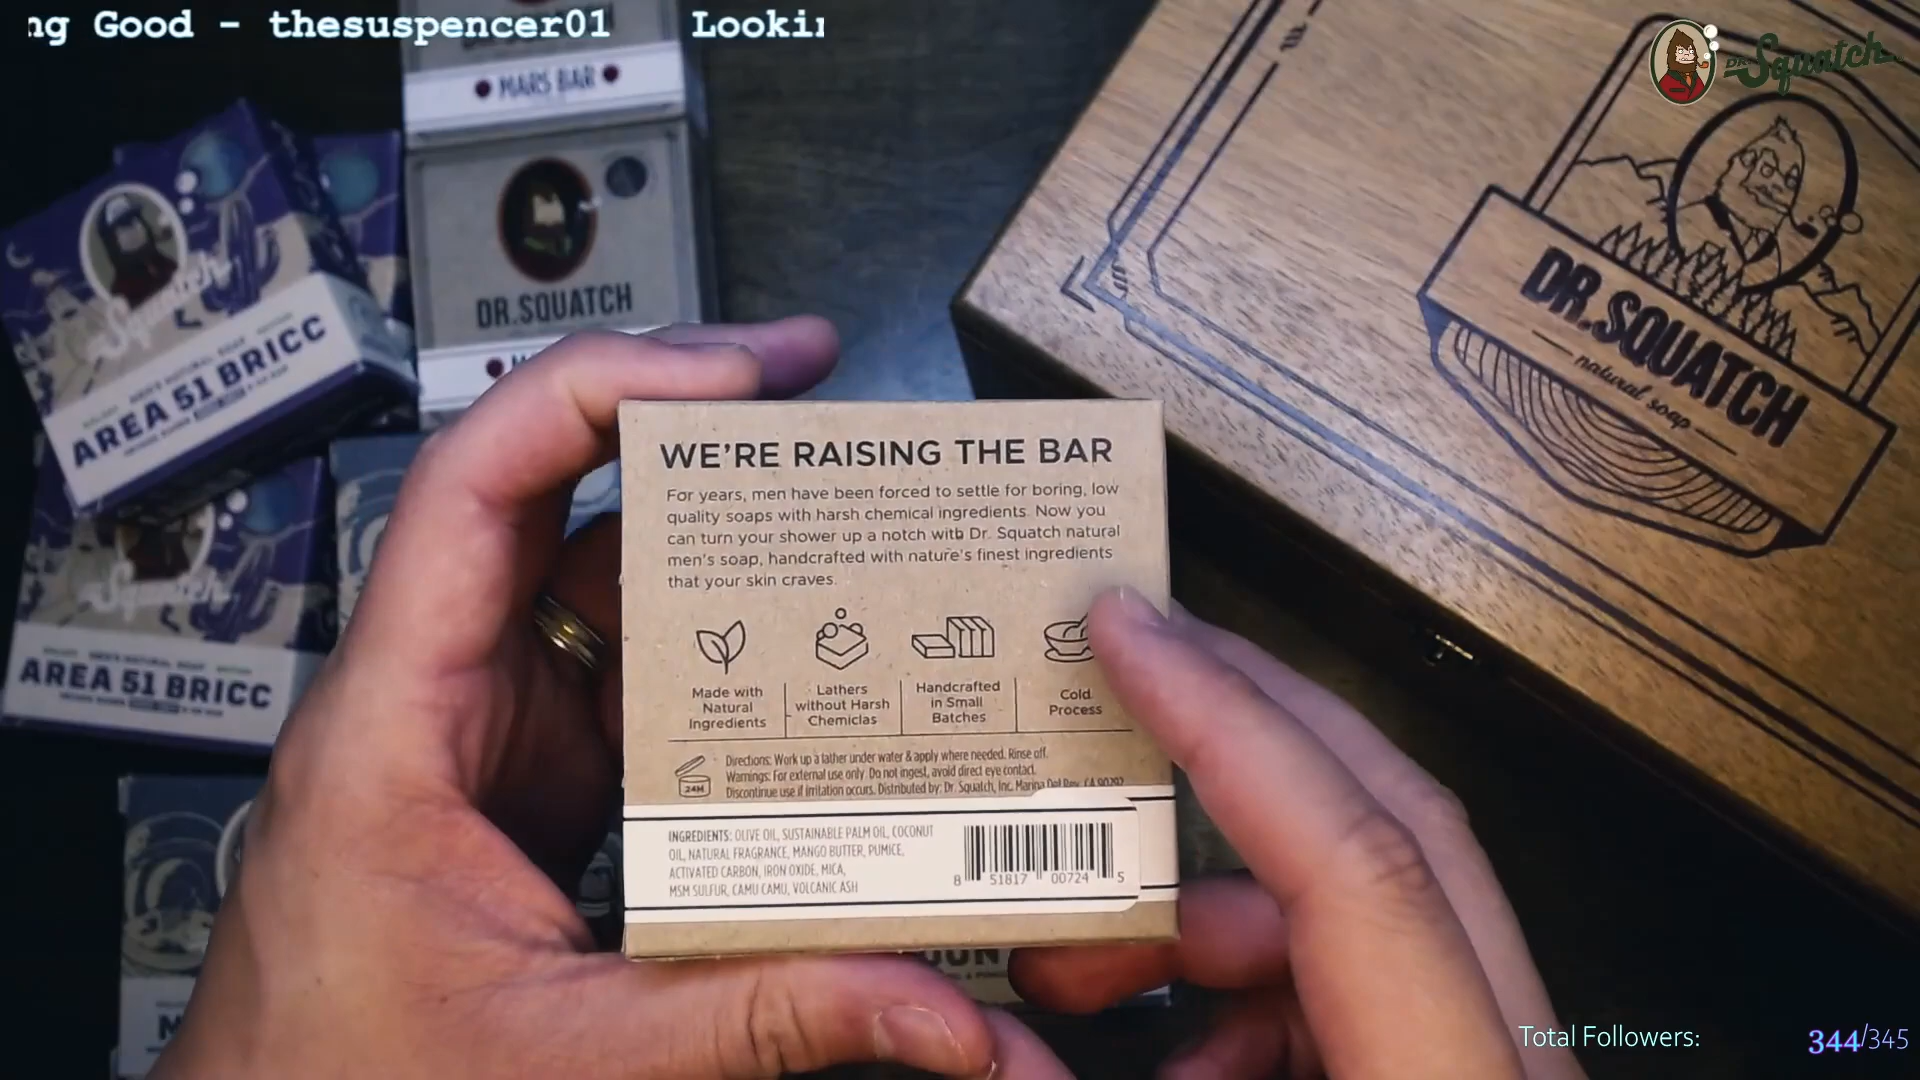 ng Good - thesuspencer01 Looki
Dr. Squatch
MARS BAR
DR.SQUATCH
DR.SQUATCH
natural soap
Squatch
AREA 51 BRICC
Squatch
AREA 51 BRICC
WE'RE RAISING THE BAR
For years, men have been forced to settle for boring, low
quality soaps with harsh chemical ingredients. Now you
can turn your shower up a notch with Dr. Squatch natural
men's soap, handcrafted with nature's finest ingredients
that your skin craves.
Made with
Natural
Ingredients
Lathers
without Harsh
Chemiclas
Handcrafted
in Small
Batches
Cold
Process
24M
Directions: Work up a lather under water & apply where needed. Rinse off.
Warnings: For external use only. Do not ingest, avoid direct eye contact.
Discontinue use if irritation occurs. Distributed by: Dr. Squatch, Inc. Marina Del Rey, CA 90292
INGREDIENTS: OLIVE OIL, SUSTAINABLE PALM OIL, COCONUT
OIL, NATURAL FRAGRANCE, MANGO BUTTER, PUMICE,
ACTIVATED CARBON, IRON OXIDE, MICA,
MSM SULFUR, CAMU CAMU, VOLCANIC ASH
8 51817 00724 5
Total Followers: 344/345